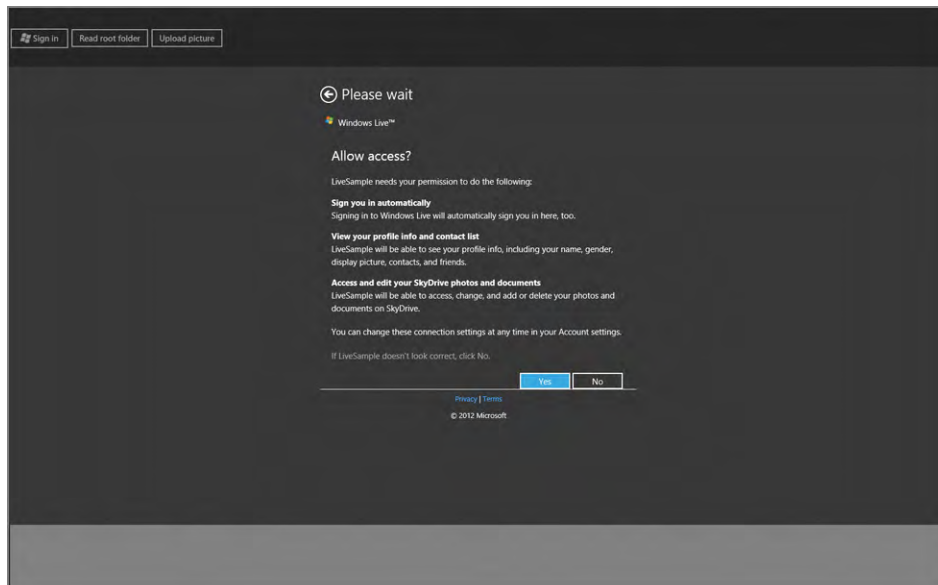 Sign in
Read root folder
Upload picture
Please wait
Windows Live™
Allow access?
LiveSample needs your permission to do the following:
Sign you in automatically
Signing in to Windows Live will automatically sign you in here, too.
View your profile info and contact list
LiveSample will be able to see your profile info, including your name, gender,
display picture, contacts, and friends.
Access and edit your SkyDrive photos and documents
LiveSample will be able to access, change, and add or delete your photos and
documents on SkyDrive.
You can change these connection settings at any time in your Account settings.
If LiveSample doesn't look correct, click No.
Yes
No
Privacy | Terms
© 2012 Microsoft